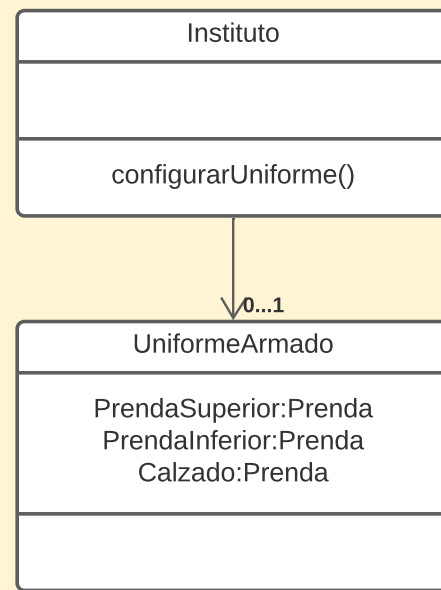 Instituto
configurarUniforme()
0...1
UniformeArmado
PrendaSuperior:Prenda
PrendaInferior:Prenda
Calzado:Prenda